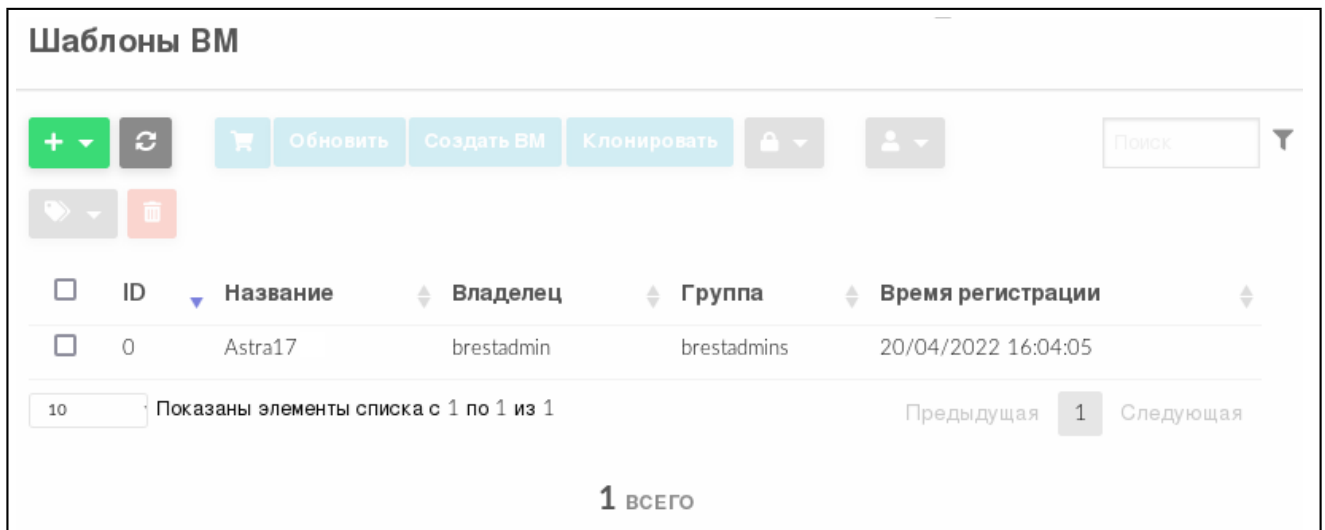 Шаблоны ВМ
Обновить Создать ВМ Клонировать Поиск
ID Название Владелец Группа Время регистрации
0 Astra17 brestadmin brestadmins 20/04/2022 16:04:05
10 Показаны элементы списка с 1 по 1 из 1 Предыдущая 1 Следующая
1 ВСЕГО